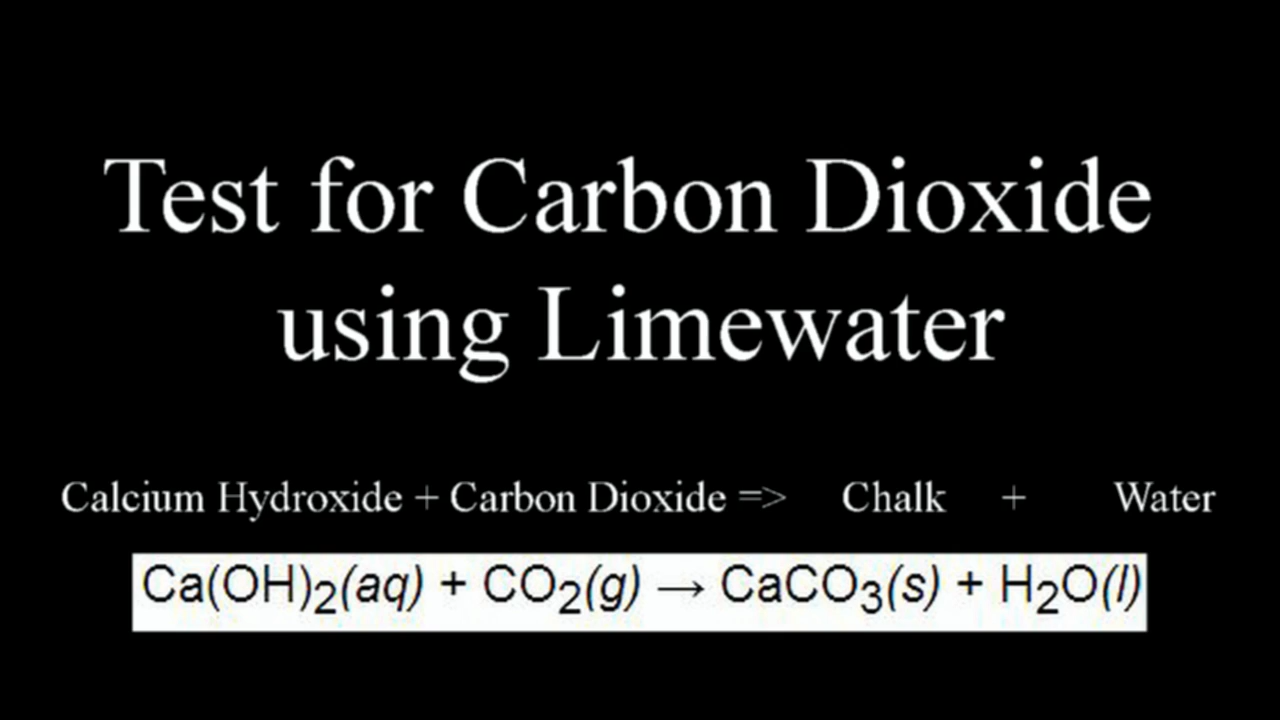 Test for Carbon Dioxide
using Limewater
Calcium Hydroxide + Carbon Dioxide => Chalk + Water
Ca(OH)₂(aq) + CO₂(g) → CaCO₃(s) + H₂O(l)